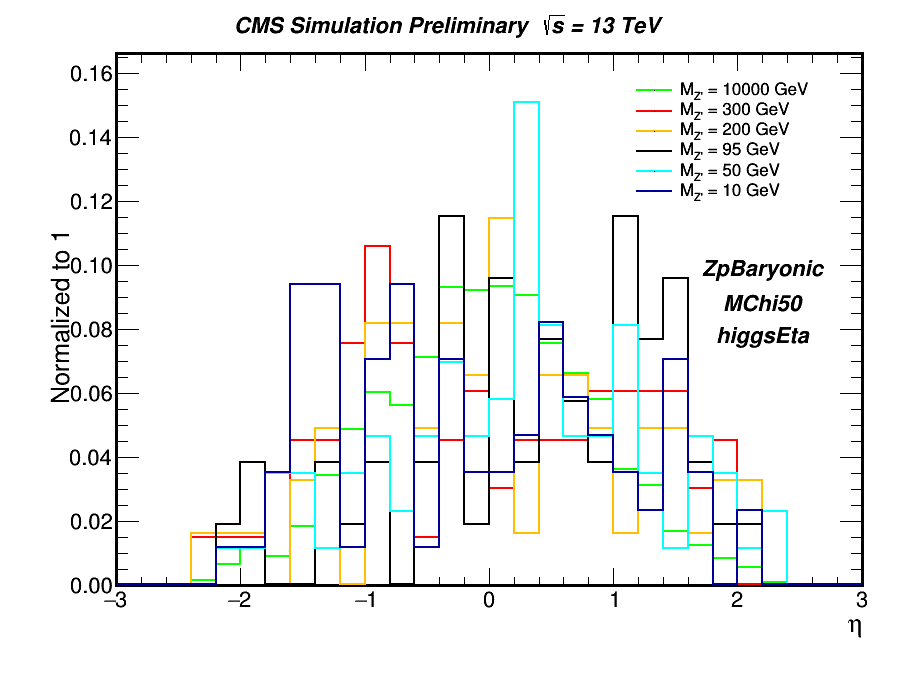 CMS Simulation Preliminary √s = 13 TeV
Normalized to 1
0.16
0.14
0.12
0.10
0.08
0.06
0.04
0.02
0.00
M_Z' = 10000 GeV
M_Z' = 300 GeV
M_Z' = 200 GeV
M_Z' = 95 GeV
M_Z' = 50 GeV
M_Z' = 10 GeV
ZpBaryonic
MChi50
higgsEta
−3 −2 −1 0 1 2 3
η